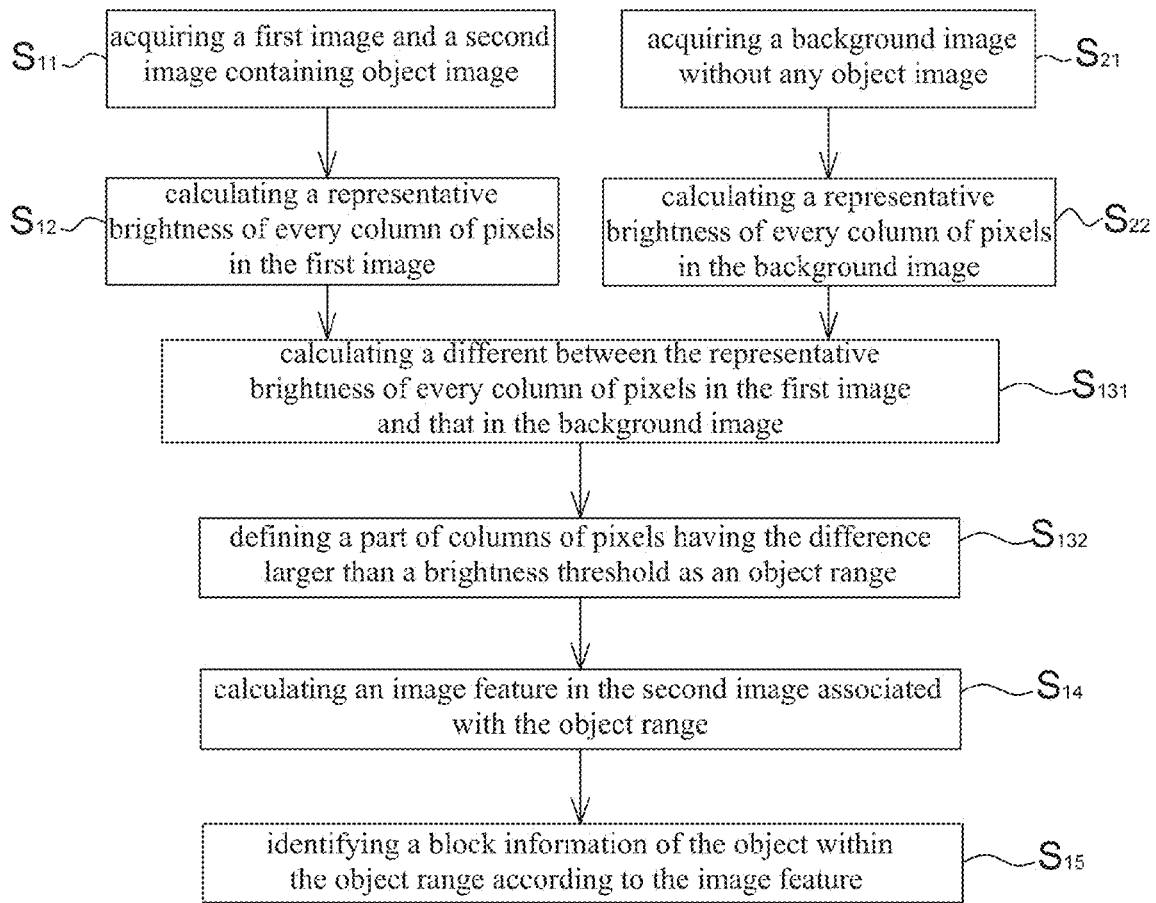 S11
acquiring a first image and a second
image containing object image
acquiring a background image
without any object image
S21
S12
calculating a representative
brightness of every column of pixels
in the first image
calculating a representative
brightness of every column of pixels
in the background image
S22
calculating a different between the representative
brightness of every column of pixels in the first image
and that in the background image
S131
defining a part of columns of pixels having the difference
larger than a brightness threshold as an object range
S132
calculating an image feature in the second image associated
with the object range
S14
identifying a block information of the object within
the object range according to the image feature
S15